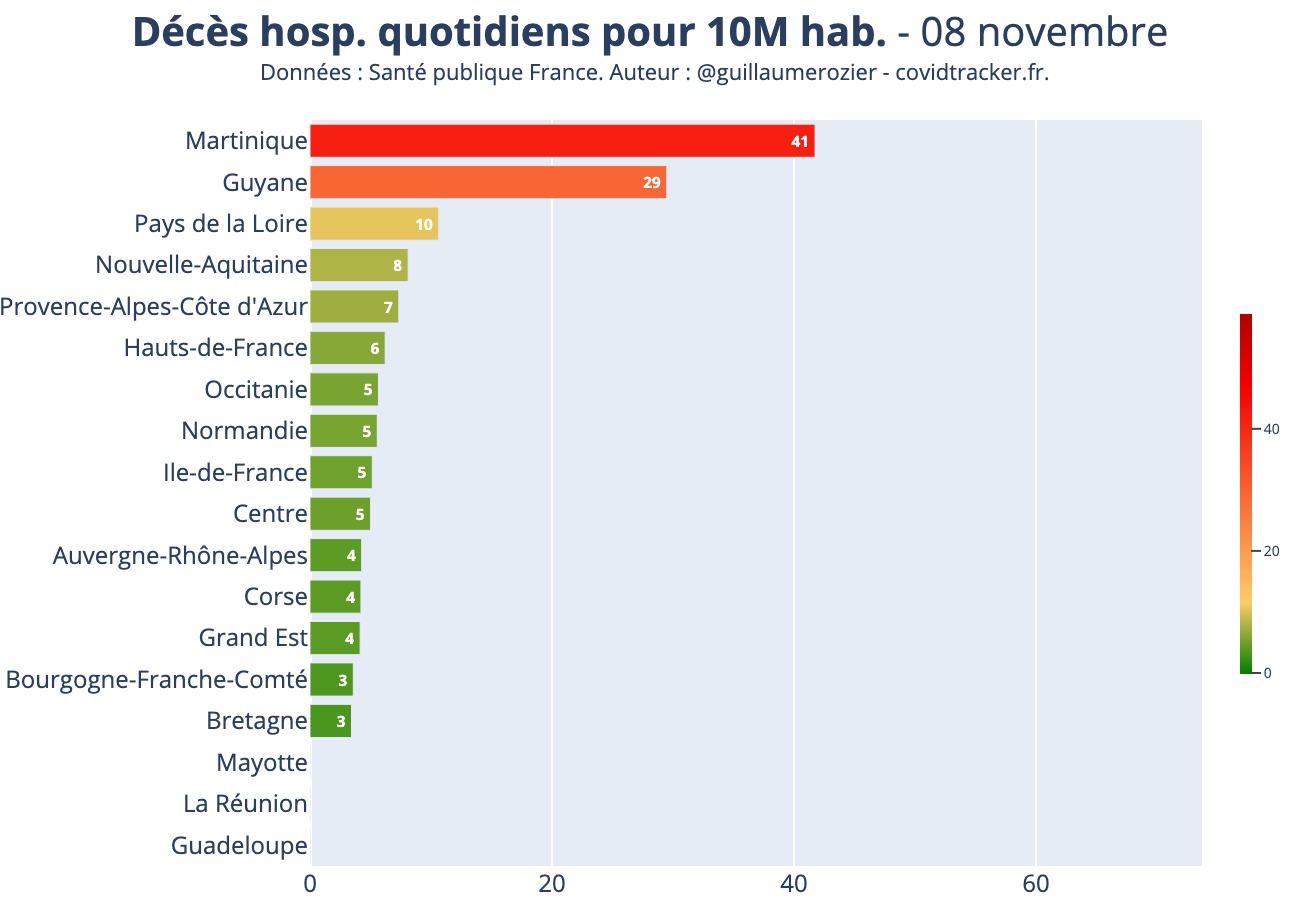 Décès hosp. quotidiens pour 10M hab. - 08 novembre
Données : Santé publique France. Auteur : @guillaumerozier - covidtracker.fr.
Martinique 41
Guyane 29
Pays de la Loire 10
Nouvelle-Aquitaine 8
Provence-Alpes-Côte d'Azur 7
Hauts-de-France 6
Occitanie 5
Normandie 5
Ile-de-France 5
Centre 5
Auvergne-Rhône-Alpes 4
Corse 4
Grand Est 4
Bourgogne-Franche-Comté 3
Bretagne 3
Mayotte
La Réunion
Guadeloupe
0 20 40 60
40
20
0